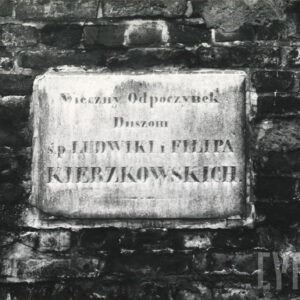 Wieczny Odpoczynek
Duszom
ś.p. LUDWIKI i FILIPA
KIERZKOWSKICH